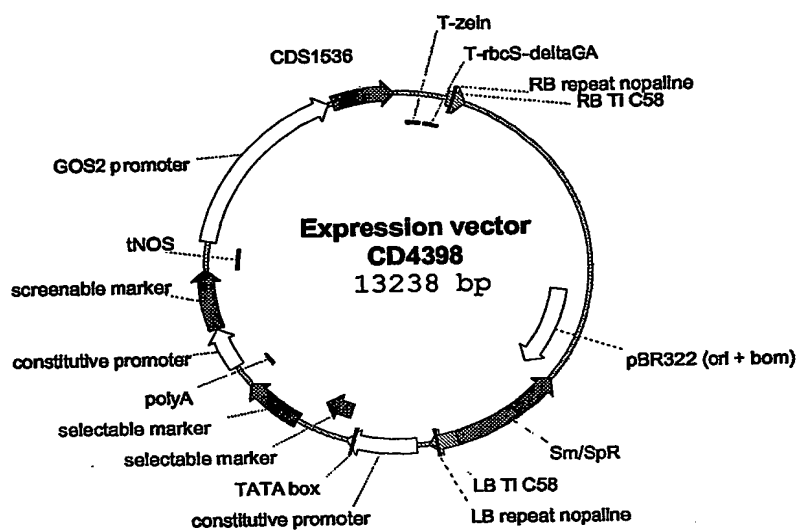 T-zein
T-rbcS-deltaGA
CDS1536
RB repeat nopaline
RB TI C58
GOS2 promoter
Expression vector
CD4398
13238 bp
tNOS
screenable marker
constitutive promoter
pBR322 (ori + bom)
polyA
selectable marker
selectable marker
Sm/SpR
TATA box
LB TI C58
constitutive promoter
LB repeat nopaline